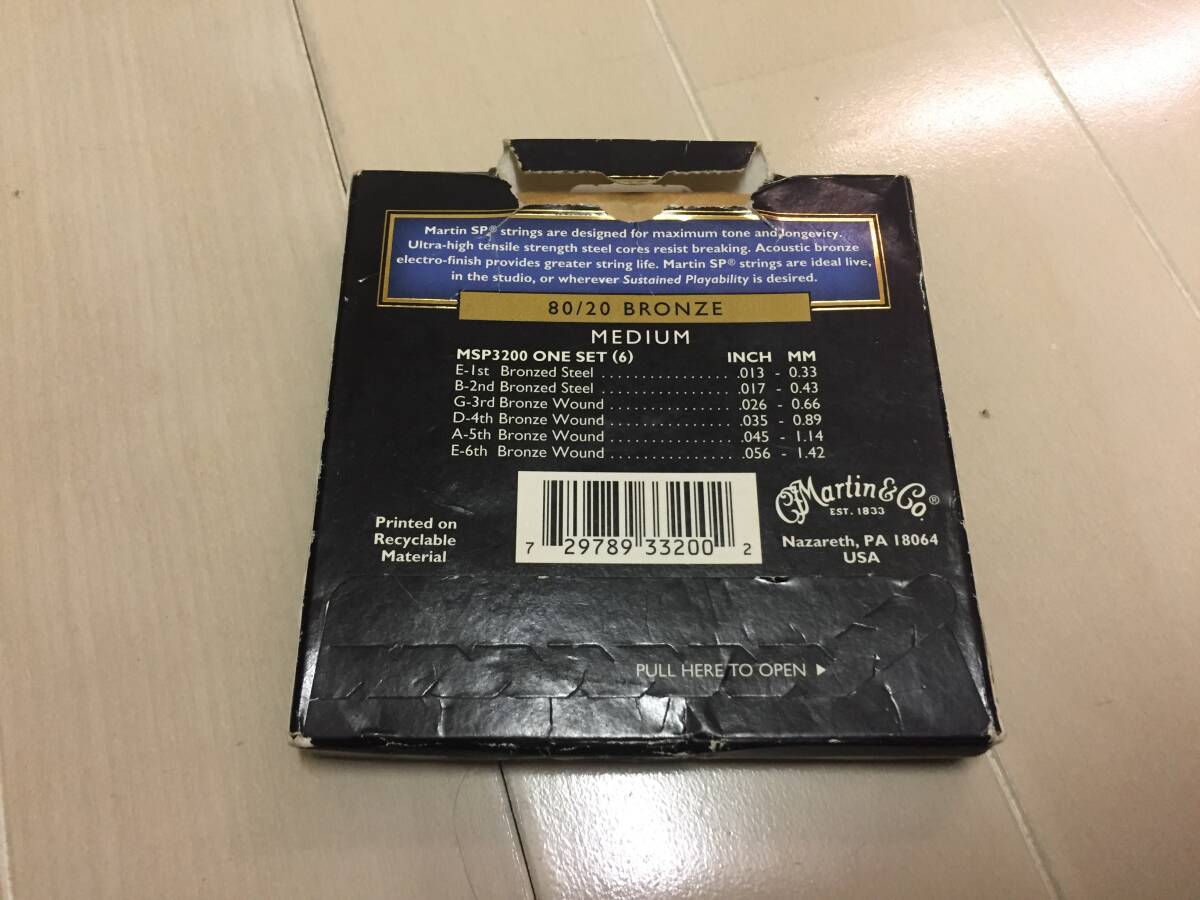 Martin SP® strings are designed for maximum tone and longevity.
Ultra-high tensile strength steel cores resist breaking. Acoustic bronze
electro-finish provides greater string life. Martin SP® strings are ideal live,
in the studio, or wherever Sustained Playability is desired.
80/20 BRONZE
MEDIUM
MSP3200 ONE SET (6) INCH MM
E-1st Bronzed Steel ................ .013 - 0.33
B-2nd Bronzed Steel ................ .017 - 0.43
G-3rd Bronze Wound ............... .026 - 0.66
D-4th Bronze Wound ............... .035 - 0.89
A-5th Bronze Wound ............... .045 - 1.14
E-6th Bronze Wound ............... .056 - 1.42
CF Martin & Co.®
EST. 1833
Nazareth, PA 18064
USA
Printed on
Recyclable
Material
7 29789 33200 2
PULL HERE TO OPEN ▶